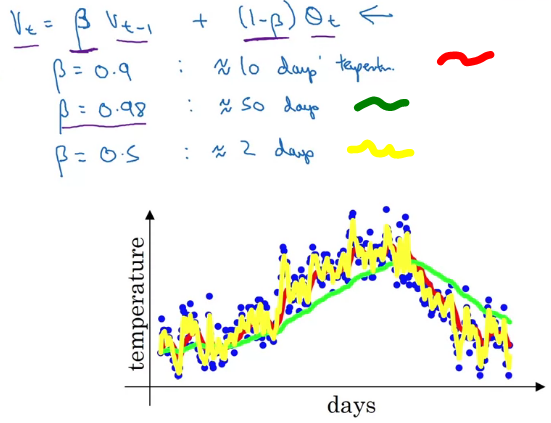 Vt = β Vt-1 + (1-β) θt ←
β = 0.9 : ≈ 10 days' temperatur.
β = 0.98 : ≈ 50 days
β = 0.5 : ≈ 2 days
temperature
days